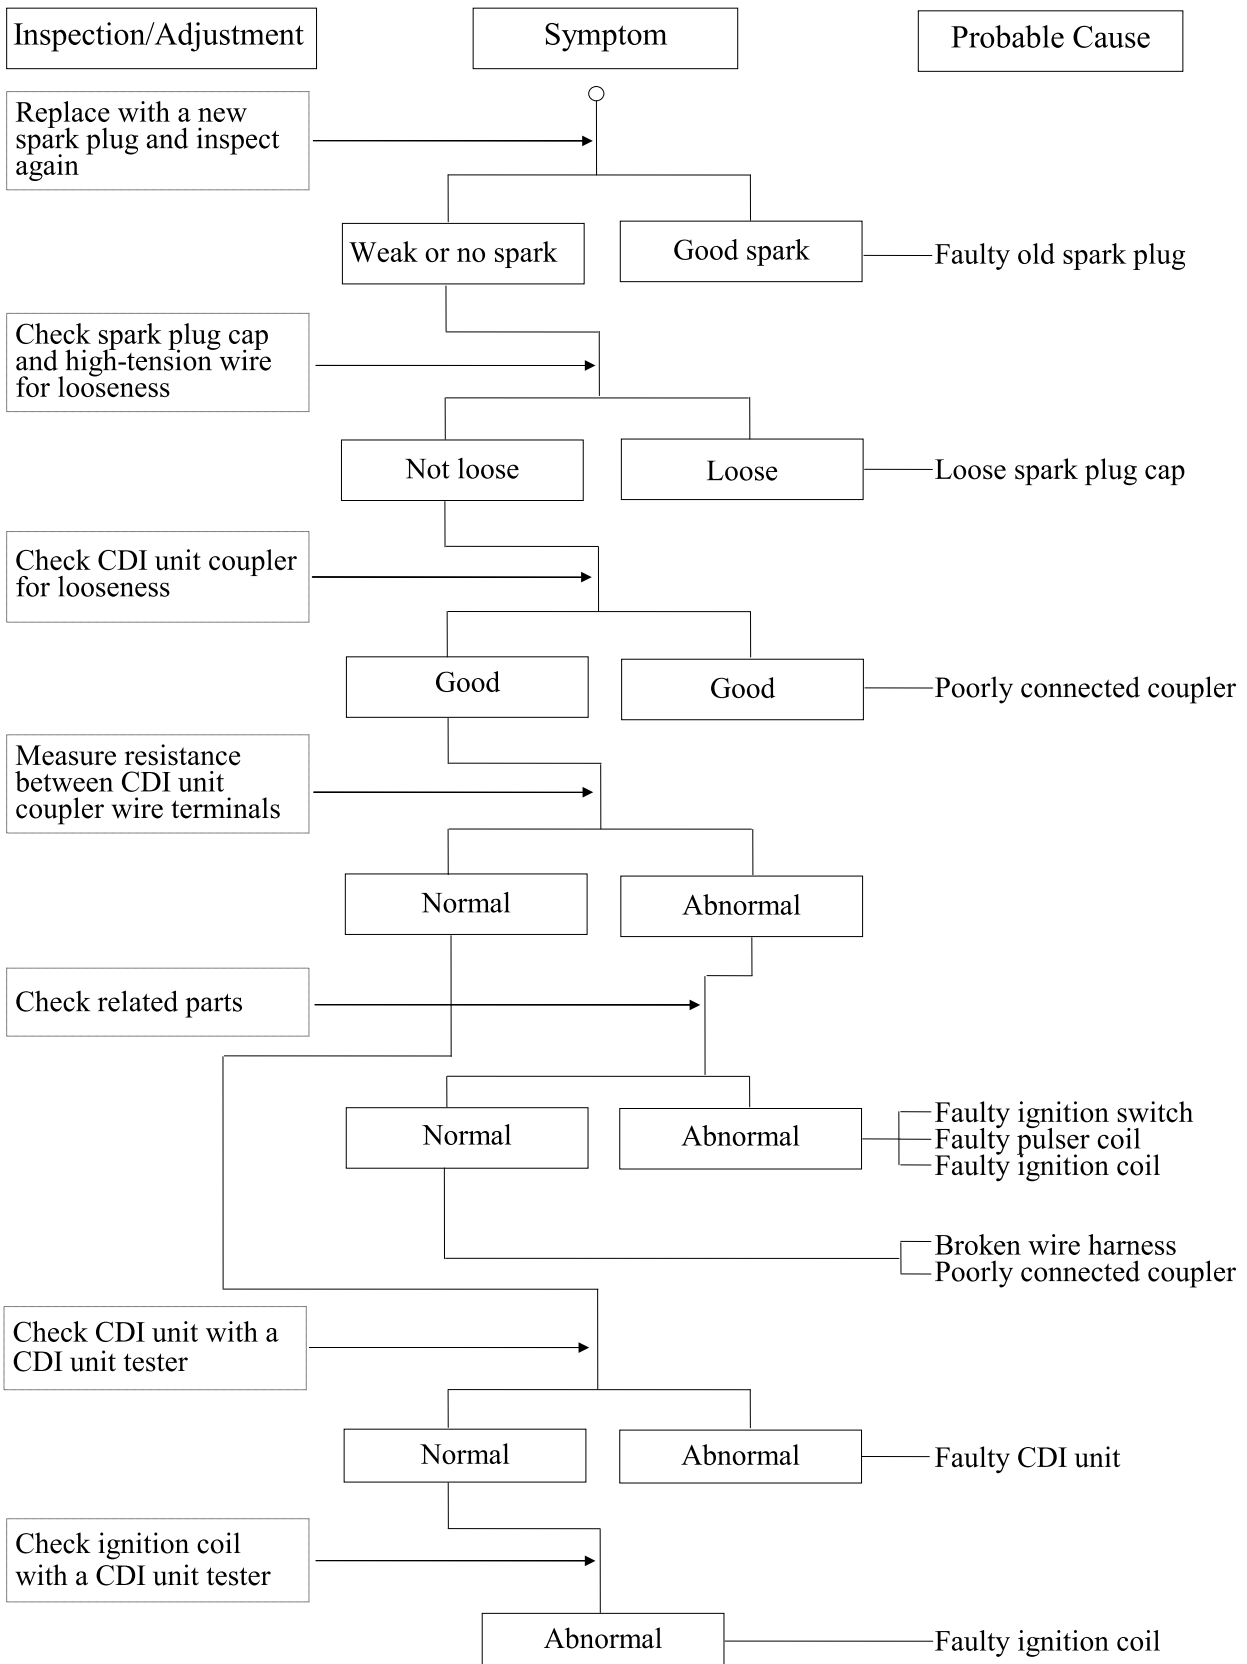 Inspection/Adjustment
Symptom
Probable Cause
Replace with a new
spark plug and inspect
again
Weak or no spark
Good spark
Faulty old spark plug
Check spark plug cap
and high-tension wire
for looseness
Not loose
Loose
Loose spark plug cap
Check CDI unit coupler
for looseness
Good
Good
Poorly connected coupler
Measure resistance
between CDI unit
coupler wire terminals
Normal
Abnormal
Check related parts
Normal
Abnormal
Faulty ignition switch
Faulty pulser coil
Faulty ignition coil
Broken wire harness
Poorly connected coupler
Check CDI unit with a
CDI unit tester
Normal
Abnormal
Faulty CDI unit
Check ignition coil
with a CDI unit tester
Abnormal
Faulty ignition coil